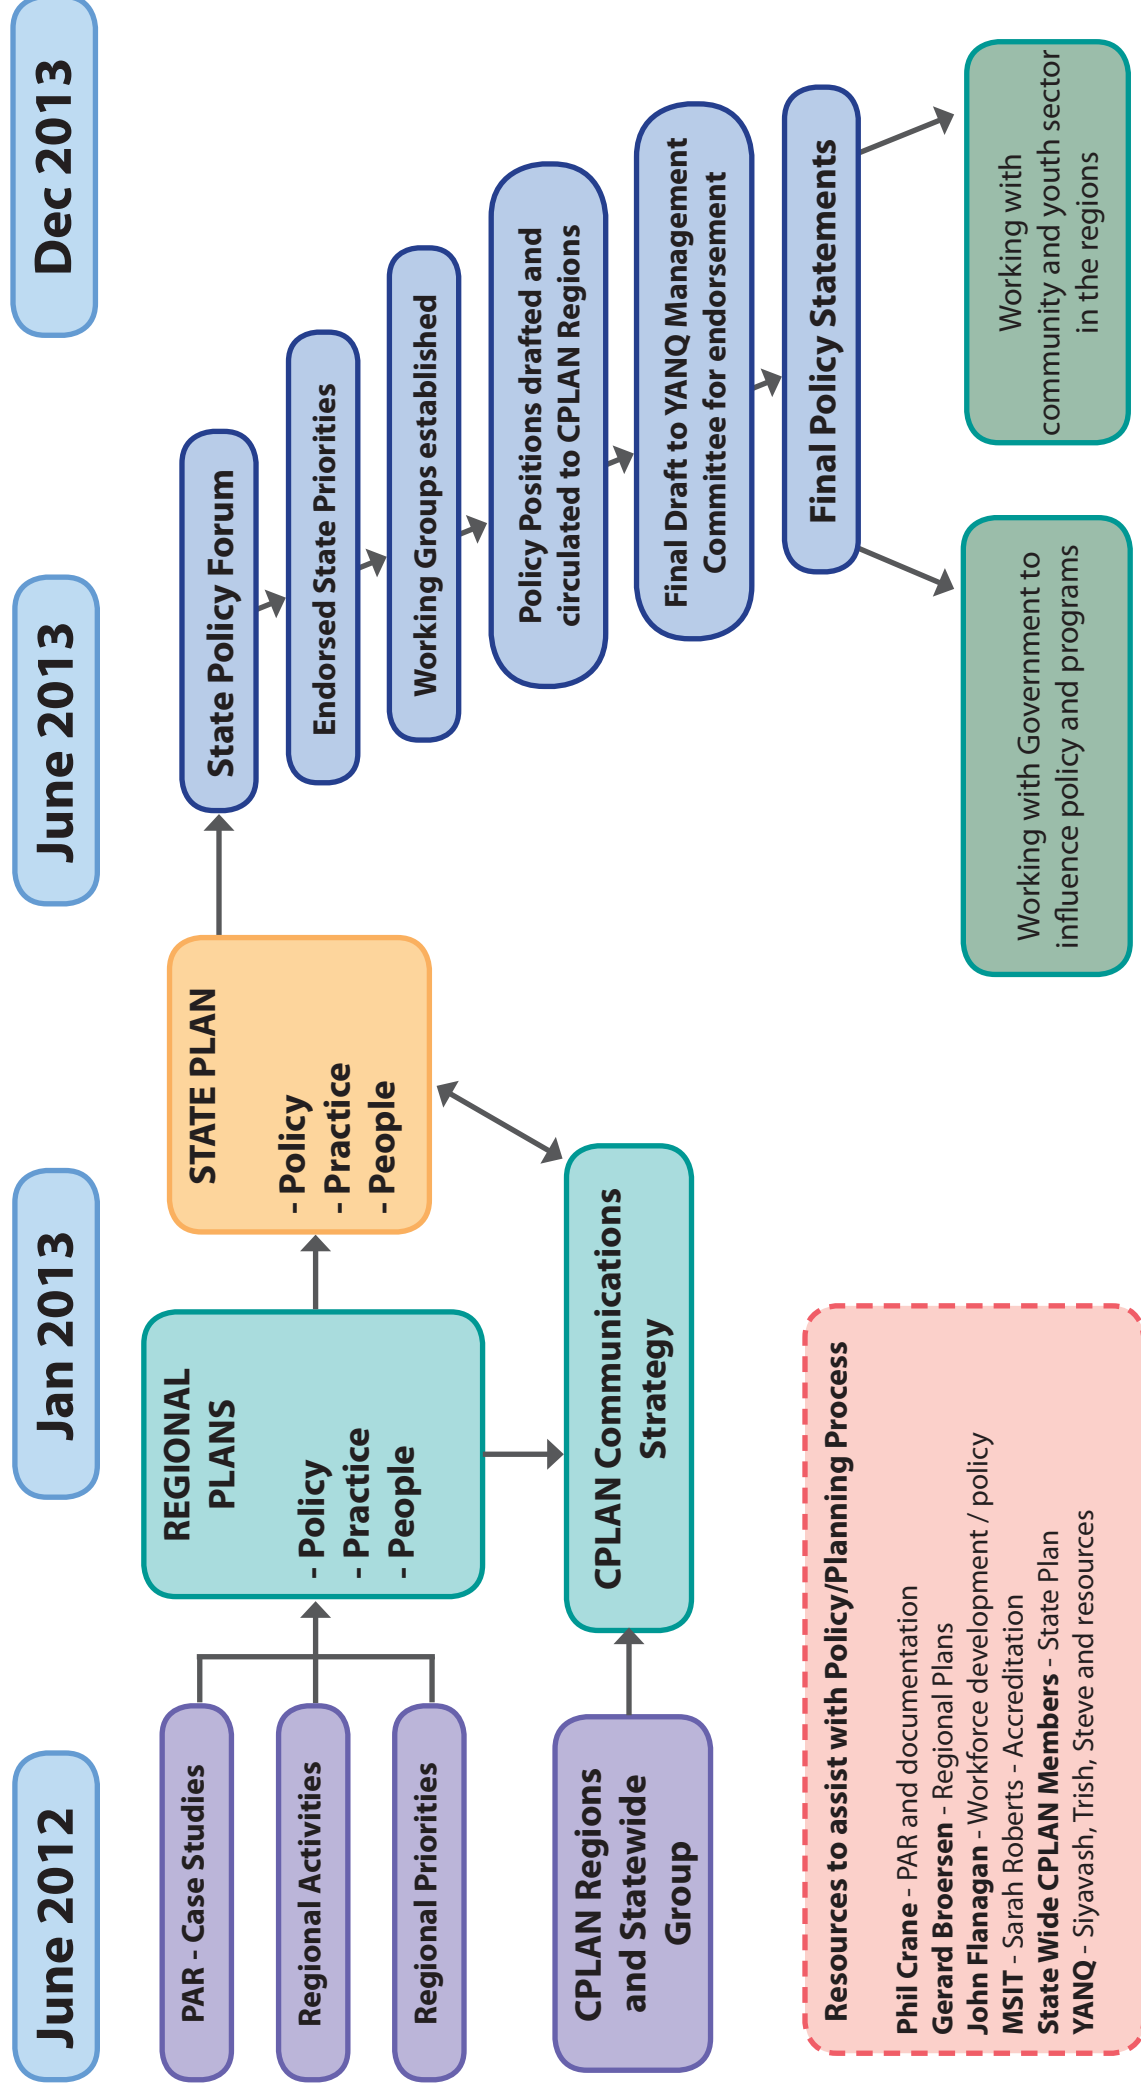 June 2012
Jan 2013
June 2013
Dec 2013
PAR - Case Studies
Regional Activities
Regional Priorities
CPLAN Regions
and Statewide
Group
REGIONAL
PLANS
- Policy
- Practice
- People
CPLAN Communications
Strategy
STATE PLAN
- Policy
- Practice
- People
State Policy Forum
Endorsed State Priorities
Working Groups established
Policy Positions drafted and
circulated to CPLAN Regions
Final Draft to YANQ Management
Committee for endorsement
Final Policy Statements
Working with Government to
influence policy and programs
Working with
community and youth sector
in the regions
Resources to assist with Policy/Planning Process
Phil Crane - PAR and documentation
Gerard Broersen - Regional Plans
John Flanagan - Workforce development / policy
MSIT - Sarah Roberts - Accreditation
State Wide CPLAN Members - State Plan
YANQ - Siyavash, Trish, Steve and resources